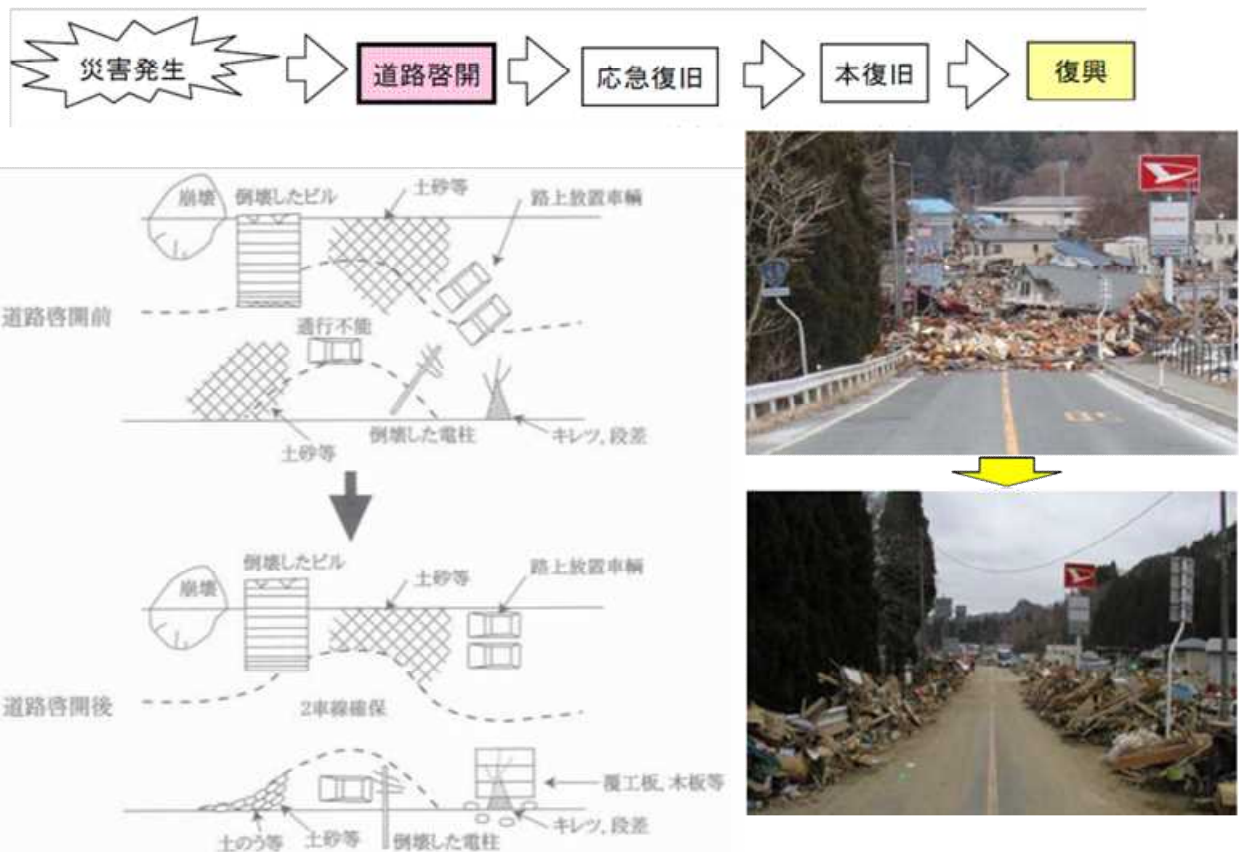 災害発生
道路啓開
応急復旧
本復旧
復興
崩壊
倒壊したビル
土砂等
路上放置車輌
道路啓開前
通行不能
倒壊した電柱
キレツ、段差
土砂等
倒壊したビル
土砂等
路上放置車輌
崩壊
道路啓開後
2車線確保
覆工板、木板等
キレツ、段差
土のう等
土砂等
倒壊した電柱